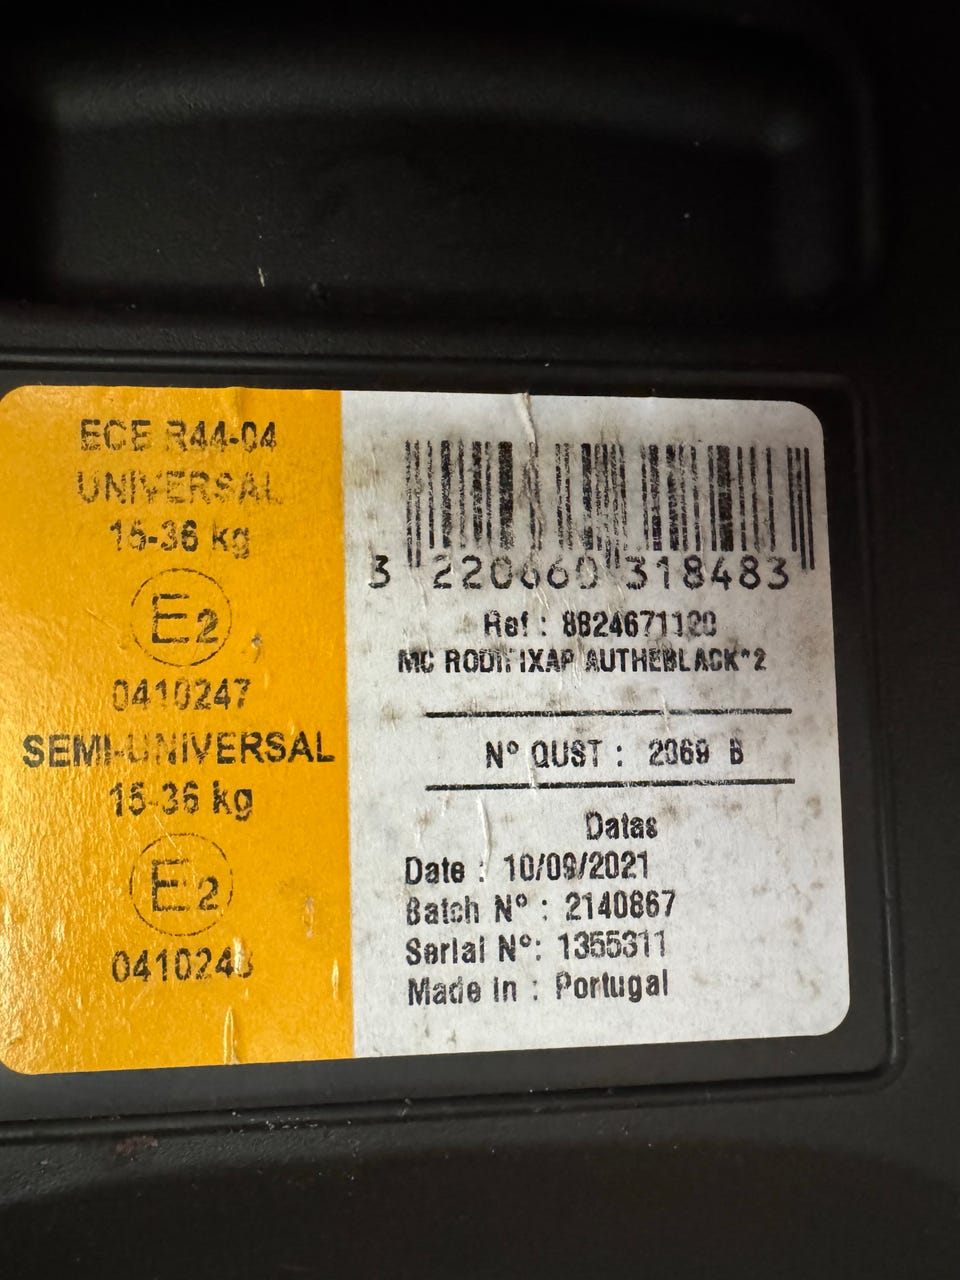 ECE R44-04
UNIVERSAL
15-36 kg
E2
0410247
SEMI-UNIVERSAL
15-36 kg
E2
3 220660 318483
Ref : 8824671120
MC RODIFIXAP AUTHEBLACK*2
N° QUST : 2069 B
Datas
Date : 10/09/2021
Batch N° : 2140867
Serial N°: 1355311
Made in : Portugal